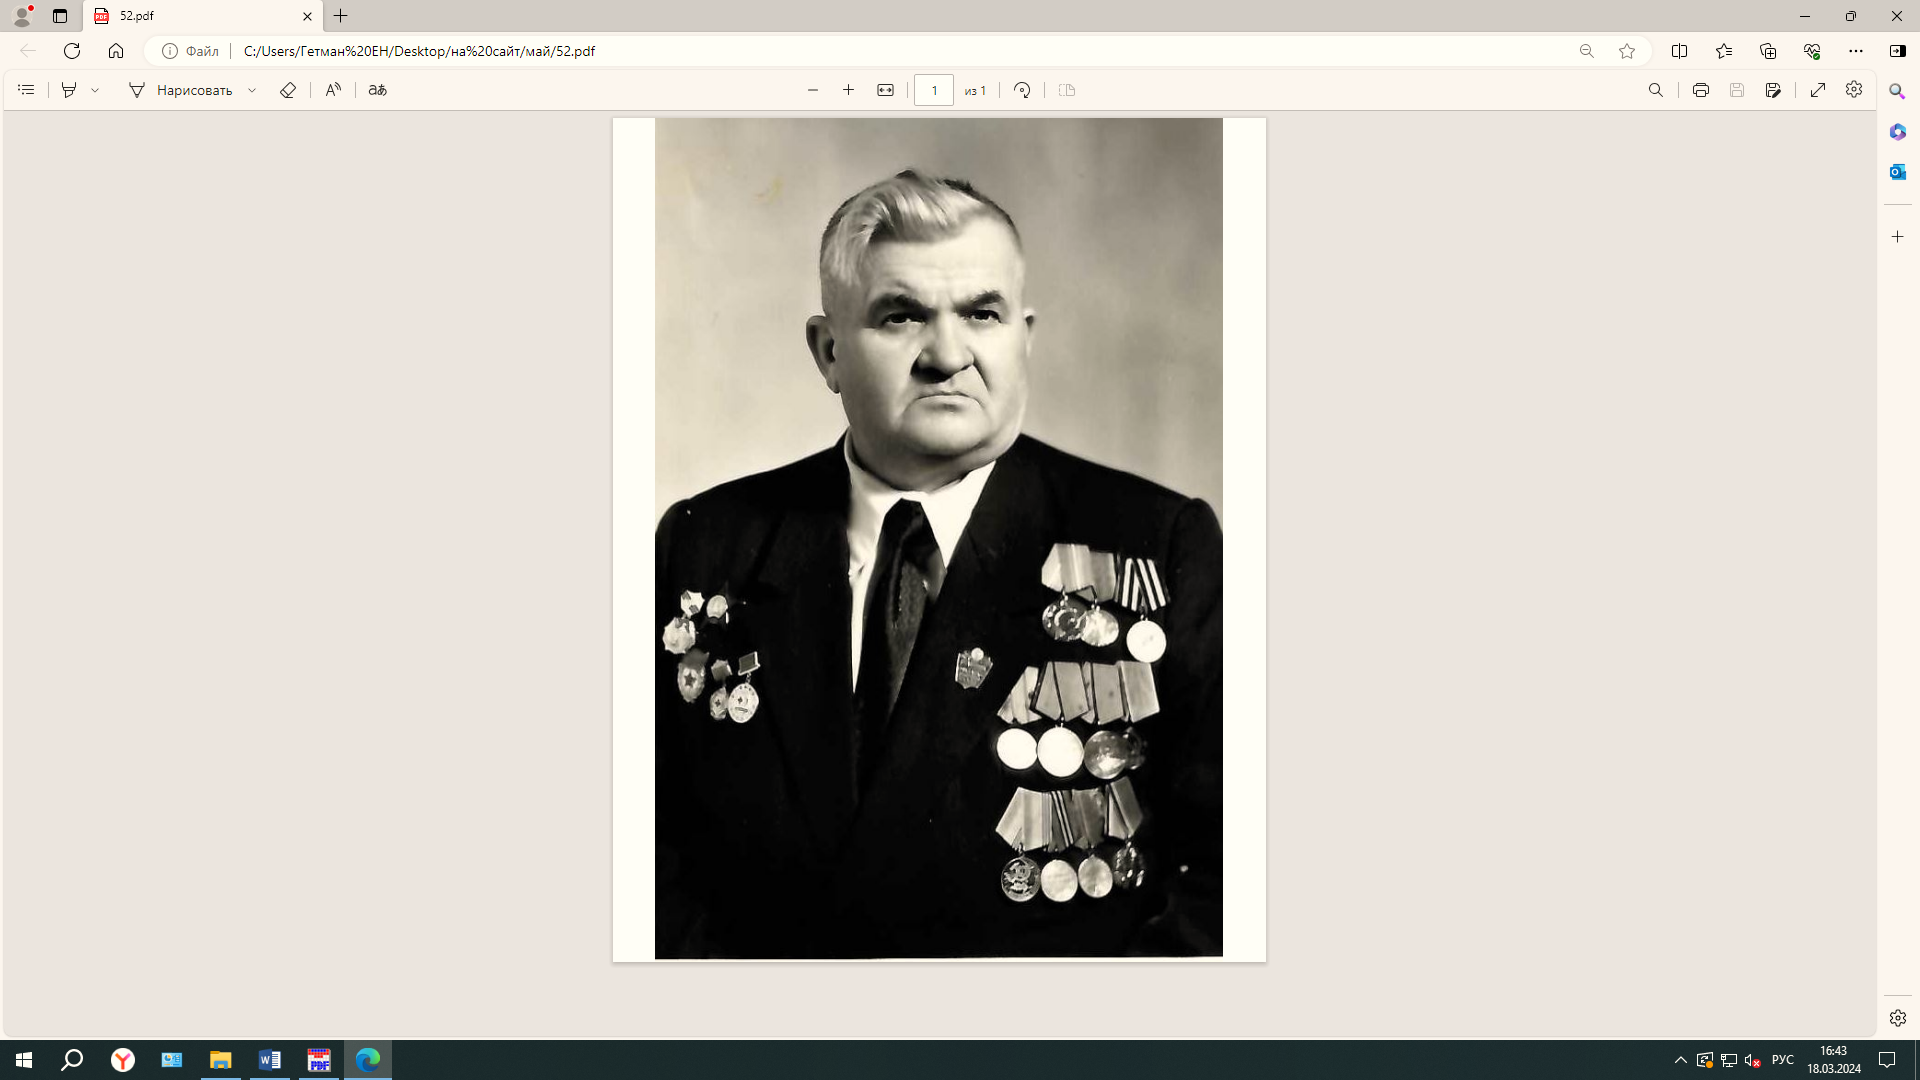 52.pdf
Файл
C:/Users/Гетман%20ЕН/Desktop/на%20сайт/май/52.pdf
Нарисовать
1
из 1
PDF
РУС
16:43
18.03.2024